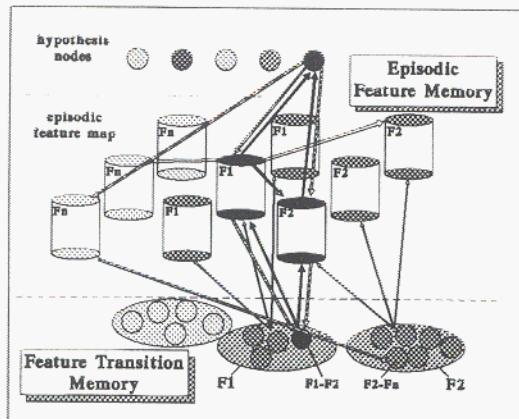 hypothesis
nodes
Episodic
Feature Memory
episodic
feature map
Fn
F1
F2
Fn
F1
F2
Fn
F1
F2
Feature Transition
Memory
F1
F1-F2
F2-Fn
F2